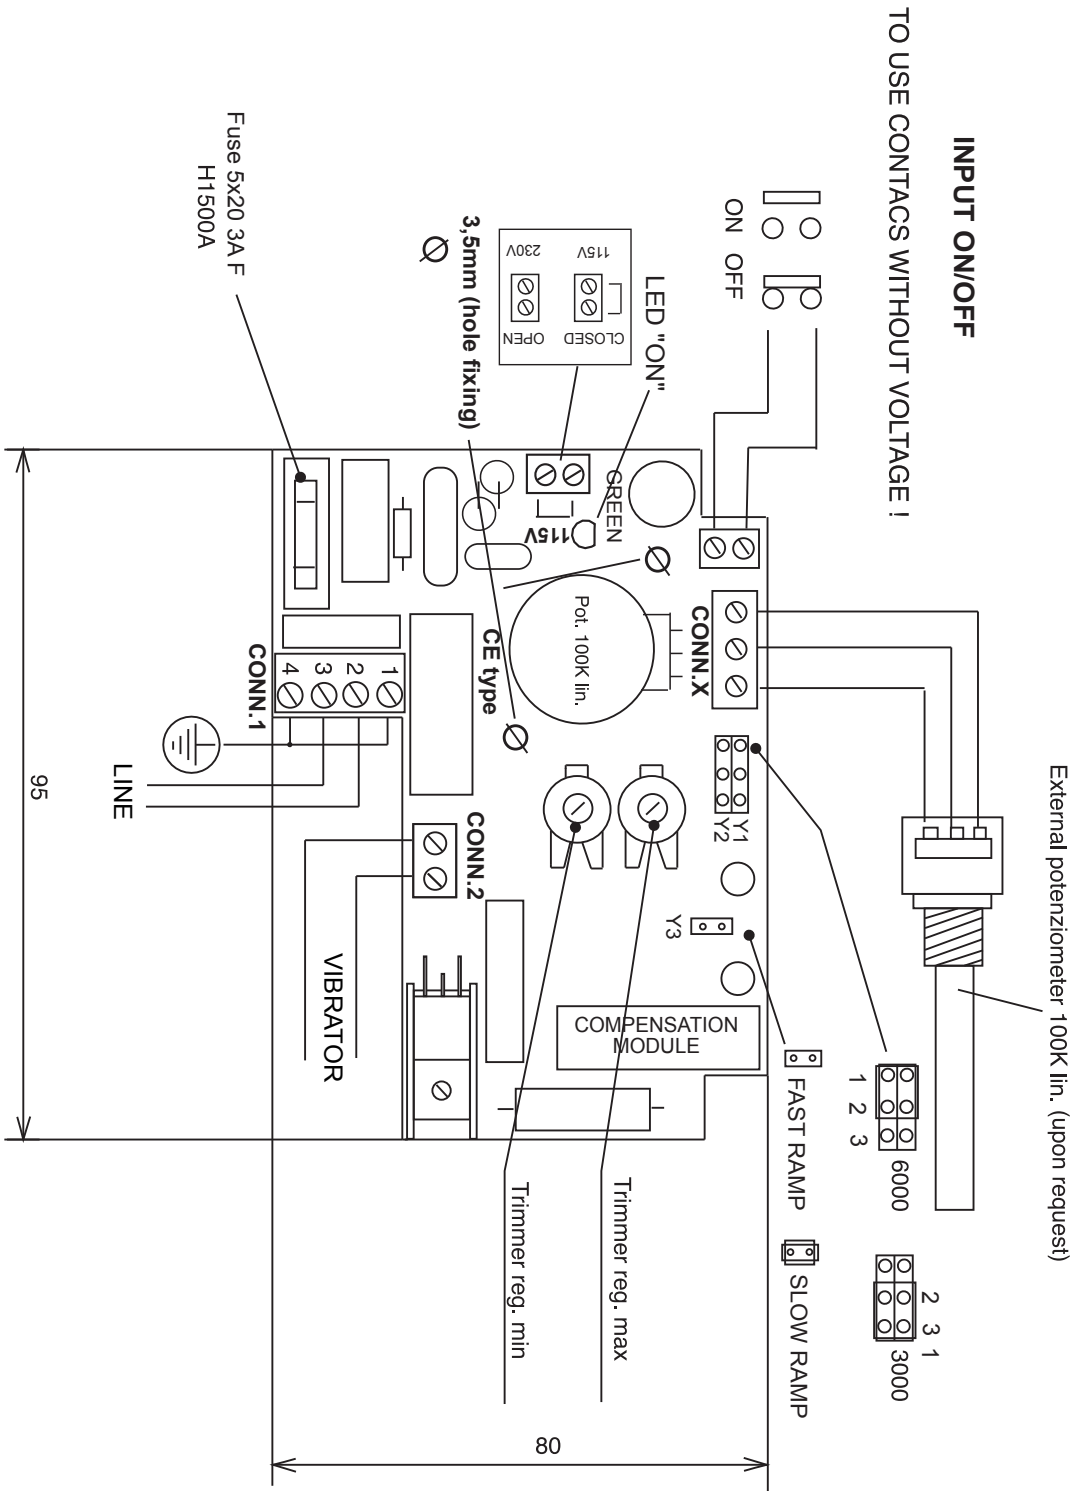 INPUT ON/OFF
TO USE CONTACS WITHOUT VOLTAGE !
ON OFF
External potenziometer 100K lin. (upon request)
LED "ON"
115V
230V
CLOSED
OPEN
3,5mm (hole fixing)
Fuse 5x20 3A F
H1500A
GREEN
115V
Pot. 100K lin.
CONN.X
CE type
CONN.1
1
2
3
4
LINE
CONN.2
VIBRATOR
Y1
Y2
Y3
COMPENSATION
MODULE
1 2 3
6000
2 3 1
3000
FAST RAMP
SLOW RAMP
Trimmer reg. max
Trimmer reg. min
95
80